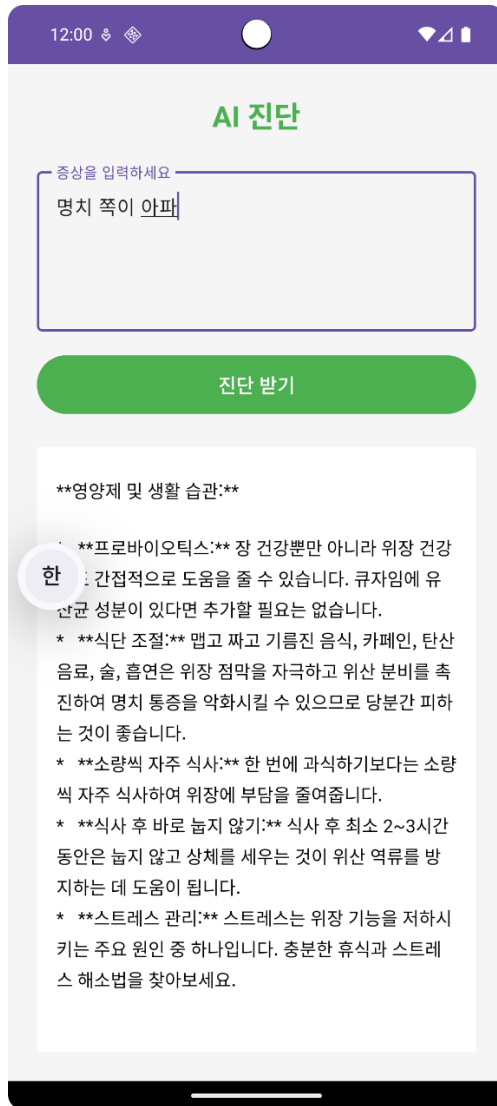 12:00
AI 진단
증상을 입력하세요
명치 쪽이 아파
진단 받기
**영양제 및 생활 습관:**
**프로바이오틱스:** 장 건강뿐만 아니라 위장 건강
한
간접적으로 도움을 줄 수 있습니다. 큐자임에 유
산균 성분이 있다면 추가할 필요는 없습니다.
* **식단 조절:** 맵고 짜고 기름진 음식, 카페인, 탄산
음료, 술, 흡연은 위장 점막을 자극하고 위산 분비를 촉
진하여 명치 통증을 악화시킬 수 있으므로 당분간 피하
는 것이 좋습니다.
* **소량씩 자주 식사:** 한 번에 과식하기보다는 소량
씩 자주 식사하여 위장에 부담을 줄여줍니다.
* **식사 후 바로 눕지 않기:** 식사 후 최소 2~3시간
동안은 눕지 않고 상체를 세우는 것이 위산 역류를 방
지하는 데 도움이 됩니다.
* **스트레스 관리:** 스트레스는 위장 기능을 저하시
키는 주요 원인 중 하나입니다. 충분한 휴식과 스트레
스 해소법을 찾아보세요.